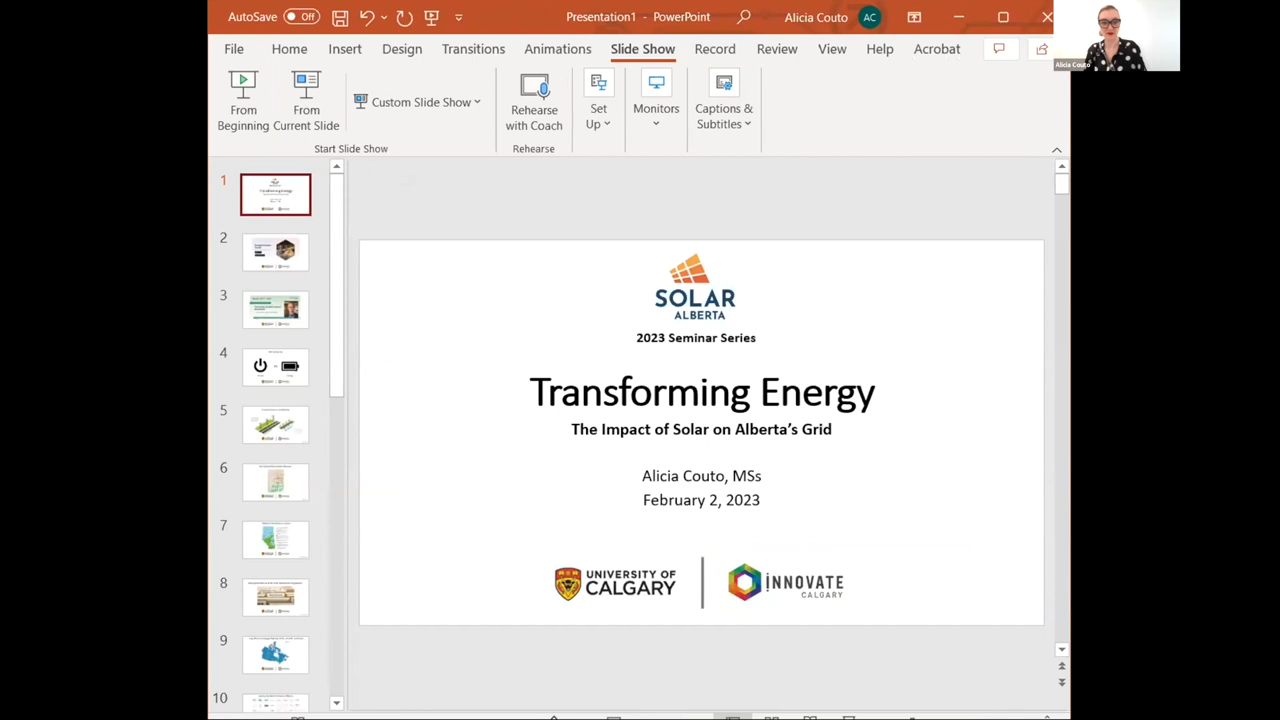 AutoSave Off Presentation1 - PowerPoint Alicia Couto AC
Alicia Couto
File Home Insert Design Transitions Animations Slide Show Record Review View Help Acrobat
From Beginning
From Current Slide
Custom Slide Show
Rehearse with Coach
Set Up
Monitors
Captions & Subtitles
Start Slide Show
Rehearse
1
2
3
4
5
6
7
8
9
10
SOLAR
ALBERTA
2023 Seminar Series
Transforming Energy
The Impact of Solar on Alberta's Grid
Alicia Couto, MSs
February 2, 2023
UNIVERSITY OF
CALGARY
iNNOVATE
CALGARY